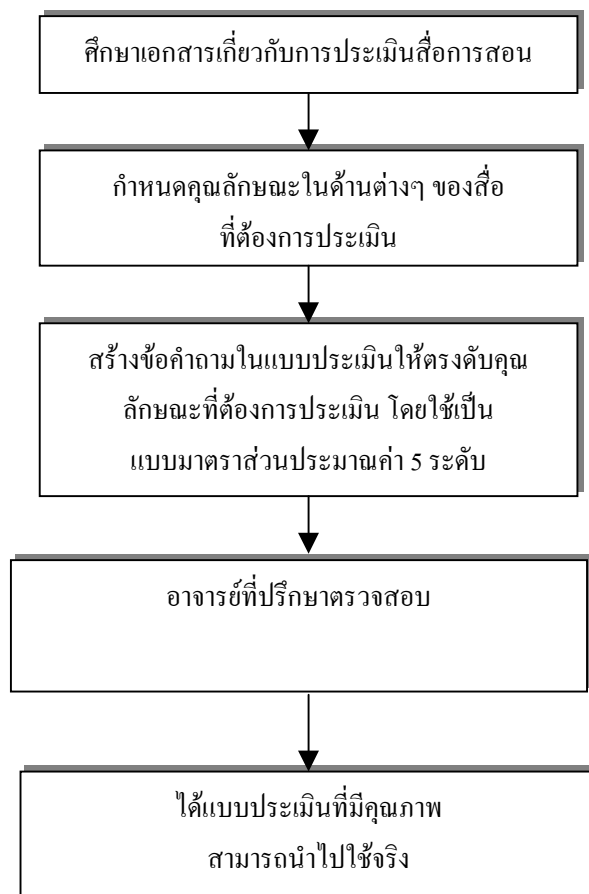 ศึกษาเอกสารเกี่ยวกับการประเมินสื่อการสอน
กำหนดคุณลักษณะในด้านต่างๆ ของสื่อ
ที่ต้องการประเมิน
สร้างข้อคำถามในแบบประเมินให้ตรงดับคุณ
ลักษณะที่ต้องการประเมิน โดยใช้เป็น
แบบมาตราส่วนประมาณค่า 5 ระดับ
อาจารย์ที่ปรึกษาตรวจสอบ
ได้แบบประเมินที่มีคุณภาพ
สามารถนำไปใช้จริง